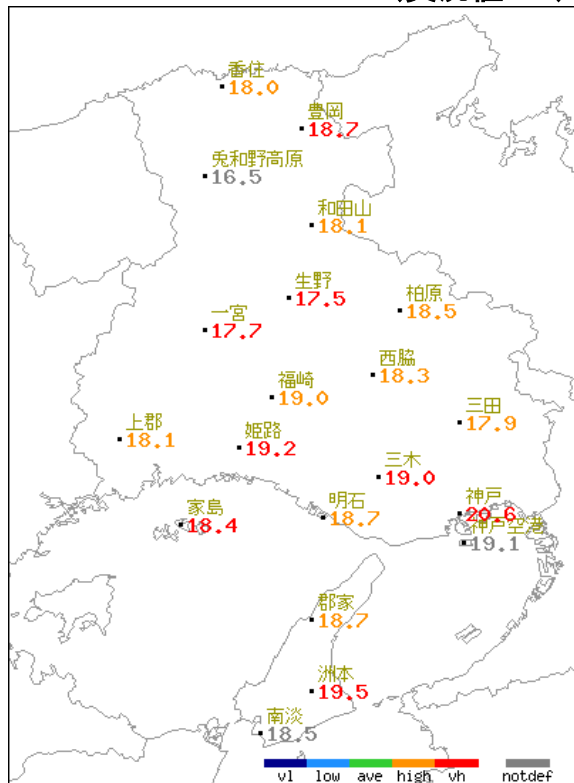 香住
18.0
豊岡
18.7
兎和野高原
16.5
和田山
18.1
生野
17.5
柏原
18.5
一宮
17.7
西脇
18.3
福崎
19.0
三田
17.9
上郡
18.1
姫路
19.2
三木
19.0
家島
18.4
明石
18.7
神戸
20.6
神戸空港
19.1
郡家
18.7
洲本
19.5
南淡
18.5
vl low ave high vh notdef